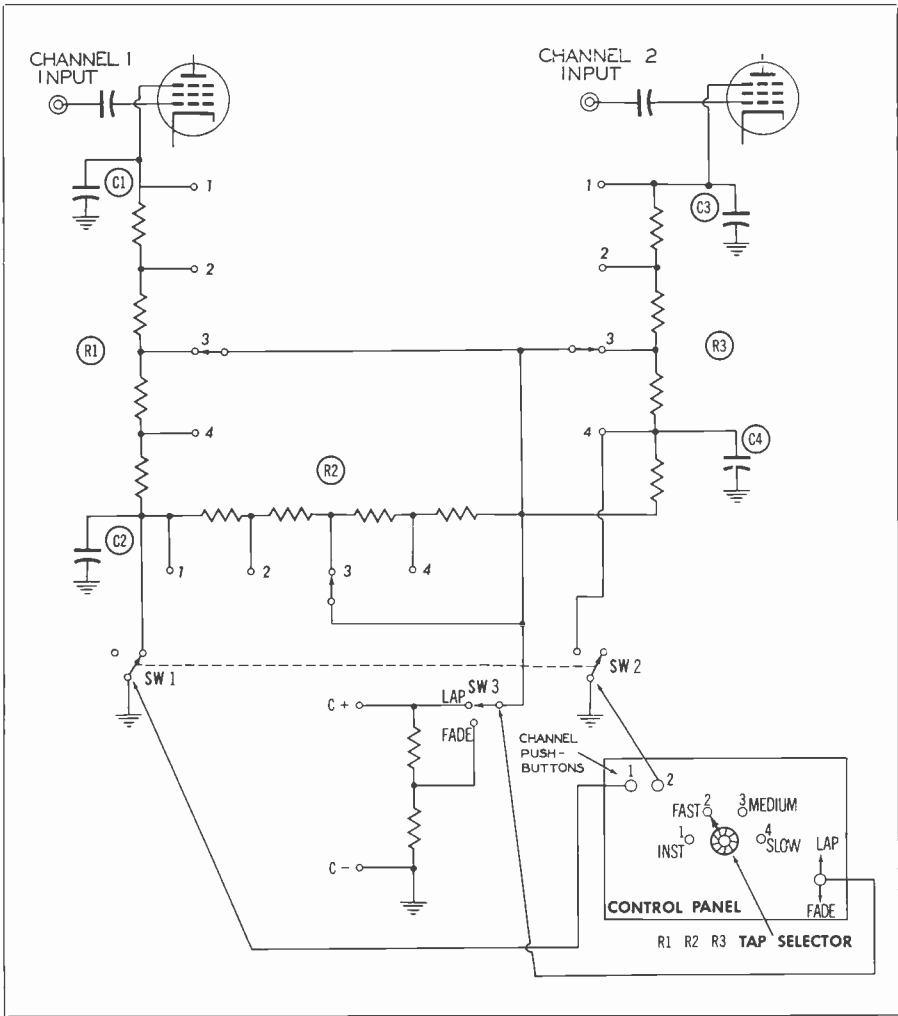 CHANNEL 1
INPUT
CHANNEL 2
INPUT
C1
1
1
C3
2
2
R1
3
3
R3
4
4
C4
R2
C2
1
2
3
4
SW 1
SW 2
C +
LAP
SW 3
FADE
C -
CHANNEL
PUSH-
BUTTONS
1
2
FAST
2
3
MEDIUM
1
INST
4
SLOW
LAP
FADE
CONTROL PANEL
R1 R2 R3 TAP SELECTOR